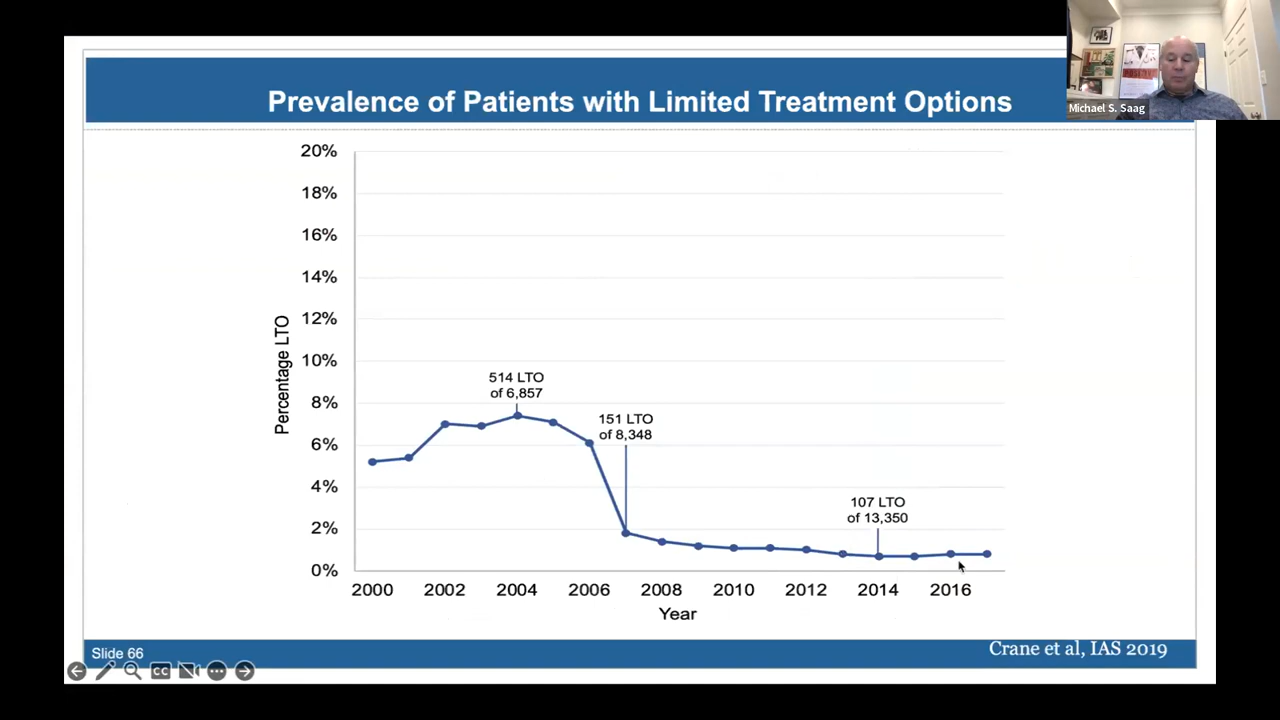 Prevalence of Patients with Limited Treatment Options
Michael S. Saag
20%
18%
16%
14%
12%
10%
8%
6%
4%
2%
0%
Percentage LTO
514 LTO
of 6,857
151 LTO
of 8,348
107 LTO
of 13,350
2000 2002 2004 2006 2008 2010 2012 2014 2016
Year
Slide 66
Crane et al, IAS 2019
CC